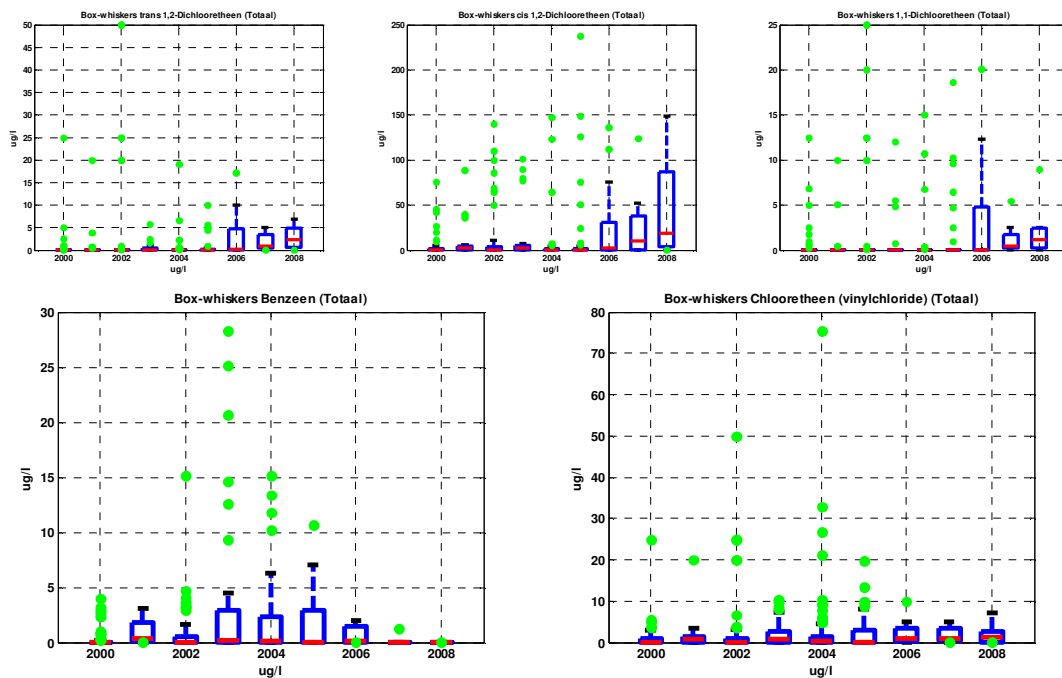 Box-whiskers trans 1,2-Dichlooretheen (Totaal)
50
45
40
35
30
25
20
15
10
5
0
ug/l
2000 2002 2004 2006 2008
ug/l
Box-whiskers cis 1,2-Dichlooretheen (Totaal)
250
200
150
100
50
0
ug/l
2000 2002 2004 2006 2008
ug/l
Box-whiskers 1,1-Dichlooretheen (Totaal)
25
20
15
10
5
0
ug/l
2000 2002 2004 2006 2008
ug/l
Box-whiskers Benzeen (Totaal)
30
25
20
15
10
5
0
ug/l
2000 2002 2004 2006 2008
ug/l
Box-whiskers Chlooretheen (vinylchloride) (Totaal)
80
70
60
50
40
30
20
10
0
ug/l
2000 2002 2004 2006 2008
ug/l